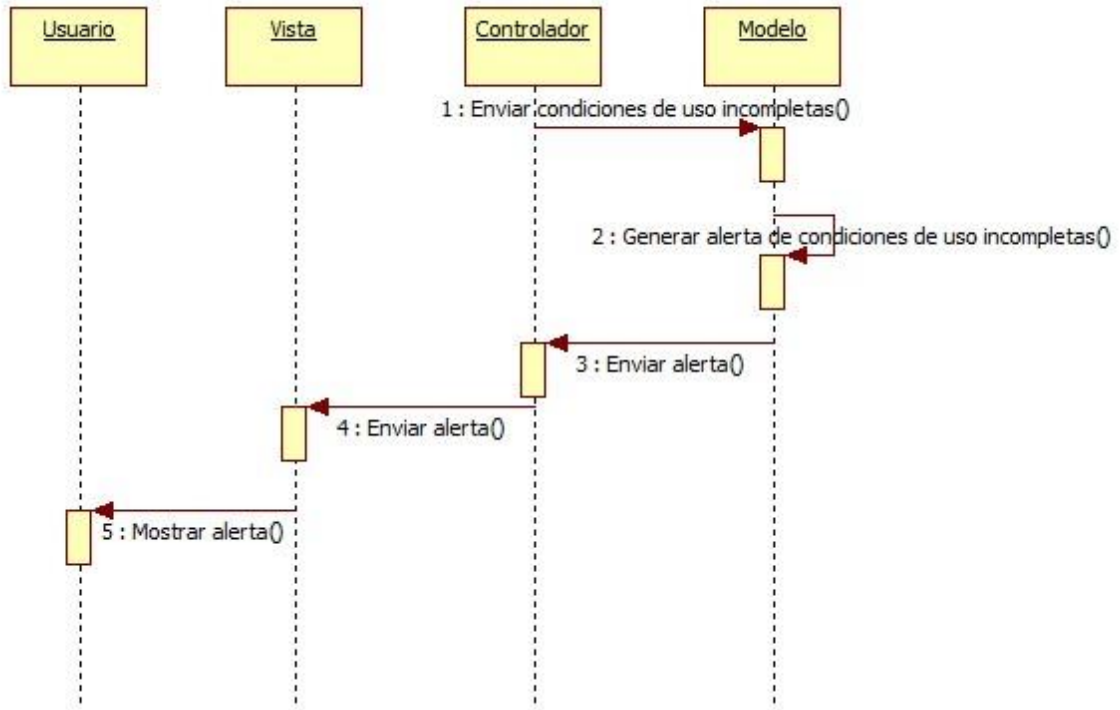 Usuario
Vista
Controlador
Modelo
1 : Enviar condiciones de uso incompletas()
2 : Generar alerta de condiciones de uso incompletas()
3 : Enviar alerta()
4 : Enviar alerta()
5 : Mostrar alerta()